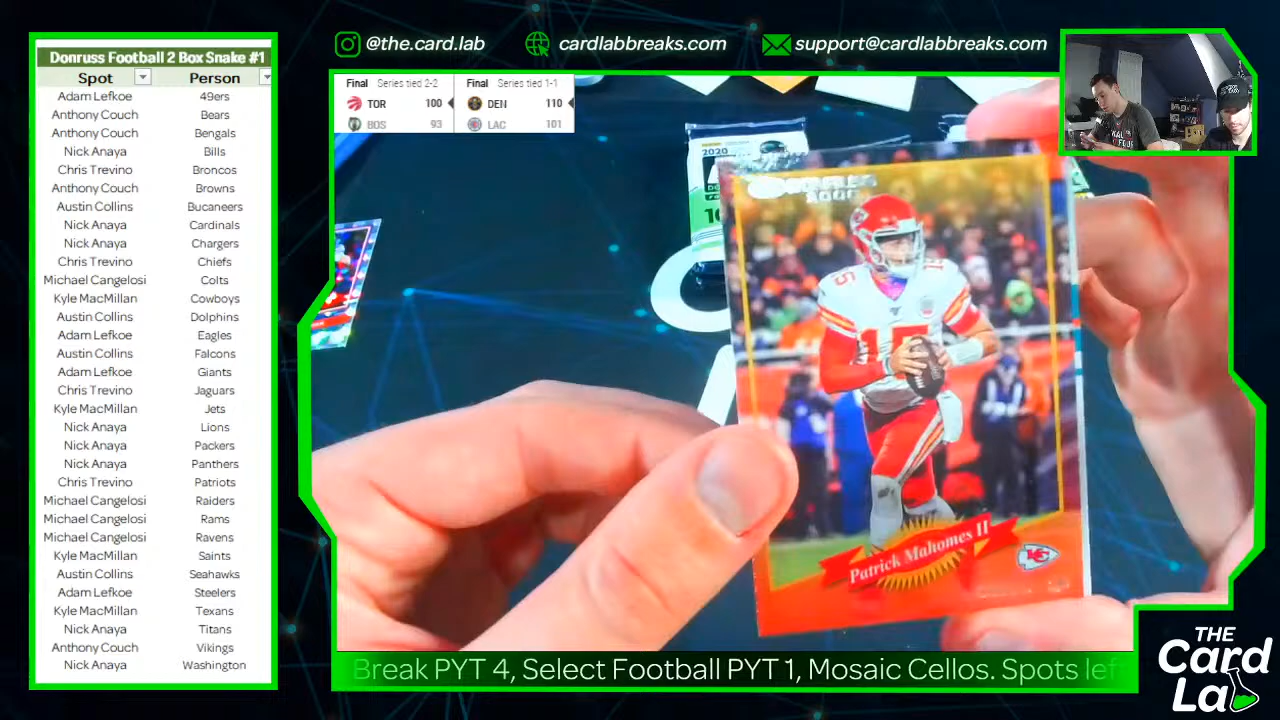 @the.card.lab
cardlabbreaks.com
support@cardlabbreaks.com
Donruss Football 2 Box Snake #1
Spot Person
Adam Lefkoe 49ers
Anthony Couch Bears
Anthony Couch Bengals
Nick Anaya Bills
Chris Trevino Broncos
Anthony Couch Browns
Austin Collins Bucaneers
Nick Anaya Cardinals
Nick Anaya Chargers
Chris Trevino Chiefs
Michael Cangelosi Colts
Kyle MacMillan Cowboys
Austin Collins Dolphins
Adam Lefkoe Eagles
Austin Collins Falcons
Adam Lefkoe Giants
Chris Trevino Jaguars
Kyle MacMillan Jets
Nick Anaya Lions
Nick Anaya Packers
Nick Anaya Panthers
Chris Trevino Patriots
Michael Cangelosi Raiders
Michael Cangelosi Rams
Michael Cangelosi Ravens
Kyle MacMillan Saints
Austin Collins Seahawks
Adam Lefkoe Steelers
Kyle MacMillan Texans
Nick Anaya Titans
Anthony Couch Vikings
Nick Anaya Washington
Final Series tied 2-2
TOR 100
BOS 93
Final Series tied 1-1
DEN 110
LAC 101
2020
15
15
Patrick Mahomes II
KC
Break PYT 4, Select Football PYT 1, Mosaic Cellos. Spots lef
THE
Card
Lab